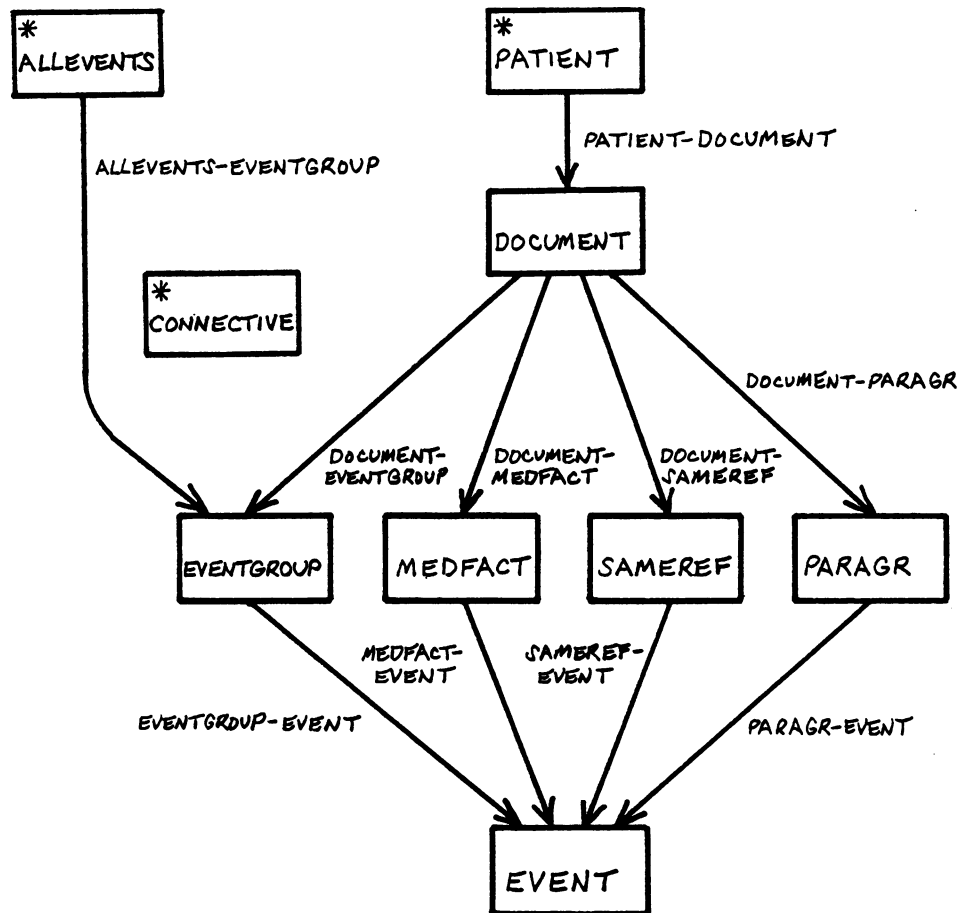 *
ALLEVENTS
*
PATIENT
PATIENT-DOCUMENT
ALLEVENTS-EVENTGROUP
DOCUMENT
*
CONNECTIVE
DOCUMENT-PARAGR
DOCUMENT-
EVENTGROUP
DOCUMENT-
MEDFACT
DOCUMENT-
SAMEREF
EVENTGROUP
MEDFACT
SAMEREF
PARAGR
MEDFACT-
EVENT
SAMEREF-
EVENT
EVENTGROUP-EVENT
PARAGR-EVENT
EVENT